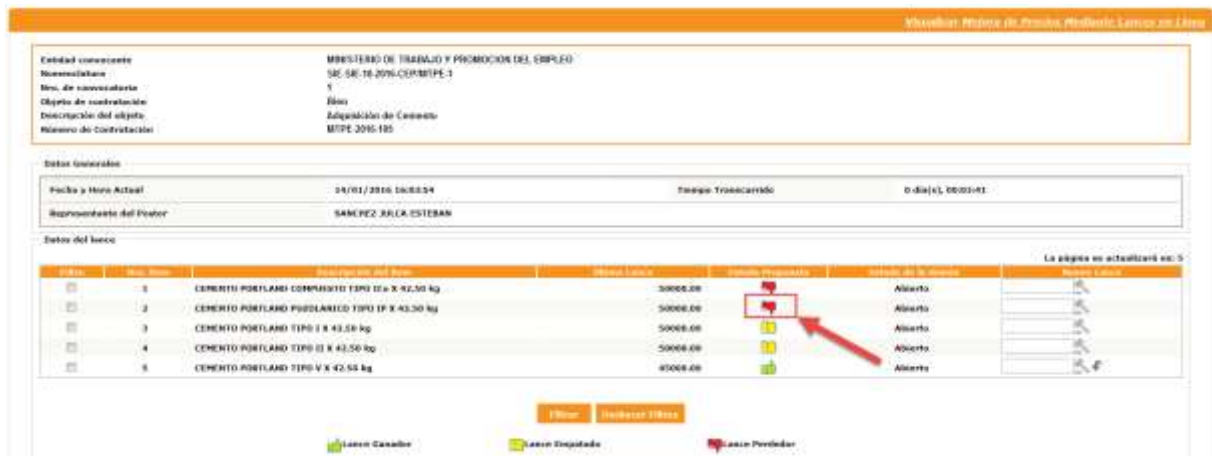 Visualizar Mejora de Precios Mediante Lances en Línea
Entidad convocante MINISTERIO DE TRABAJO Y PROMOCION DEL EMPLEO
Nomenclatura SIE-SIE-10-2016-CEP/MTPE-1
Nro. de convocatoria 1
Objeto de contratación Bien
Descripción del objeto Adquisición de Cemento
Número de Contratación MTPE-2016-105
Datos Generales
Fecha y Hora Actual 14/01/2016 16:03:54 Tiempo Transcurrido 0 día(s), 00:03:41
Representante del Postor SANCHEZ JULCA ESTEBAN
Datos del lance
La página se actualizará en: 5
Filtro Nro. Item Descripción del Item Último Lance Estado Propuesta Estado de la Subasta Nuevo Lance
1 CEMENTO PORTLAND COMPUESTO TIPO X 42.50 kg 50000.00 Abierto
2 CEMENTO PORTLAND PUZOLANICO TIPO IP X 42.50 kg 50000.00 Abierto
3 CEMENTO PORTLAND TIPO I X 42.50 kg 50000.00 Abierto
4 CEMENTO PORTLAND TIPO II X 42.50 kg 50000.00 Abierto
5 CEMENTO PORTLAND TIPO V X 42.50 kg 45000.00 Abierto
Filtrar Deshacer Filtro
Lance Ganador Lance Empatado Lance Perdedor